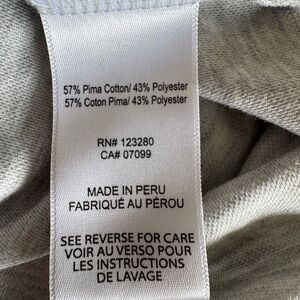 57% Pima Cotton/ 43% Polyester
57% Coton Pima/ 43% Polyester
RN# 123280
CA# 07099
MADE IN PERU
FABRIQUÉ AU PÉROU
SEE REVERSE FOR CARE
VOIR AU VERSO POUR
LES INSTRUCTIONS
DE LAVAGE